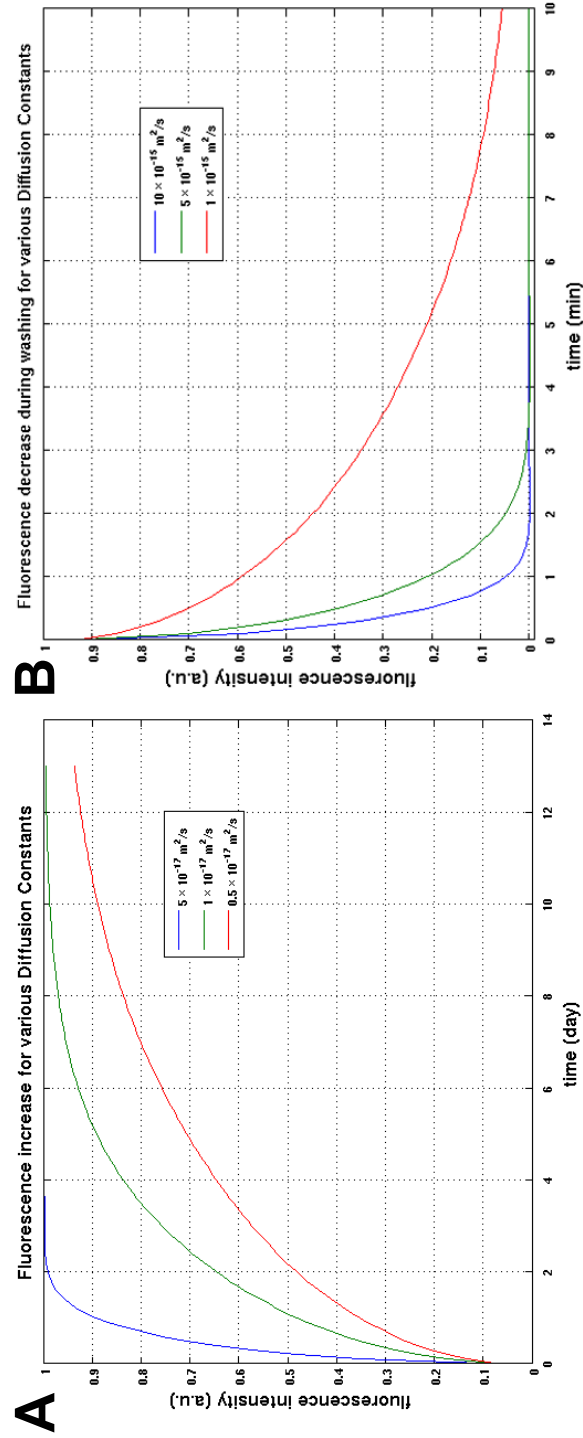 A
Fluorescence increase for various Diffusion Constants
fluorescence intensity (a.u.)
1
0.9
0.8
0.7
0.6
0.5
0.4
0.3
0.2
0.1
0
2
4
6
8
10
12
14
time (day)
5 × 10⁻¹⁷ m²/s
1 × 10⁻¹⁷ m²/s
0.5 × 10⁻¹⁷ m²/s
B
Fluorescence decrease during washing for various Diffusion Constants
fluorescence intensity (a.u.)
1
0.9
0.8
0.7
0.6
0.5
0.4
0.3
0.2
0.1
0
0
1
2
3
4
5
6
7
8
9
10
time (min)
10 × 10⁻¹⁵ m²/s
5 × 10⁻¹⁵ m²/s
1 × 10⁻¹⁵ m²/s